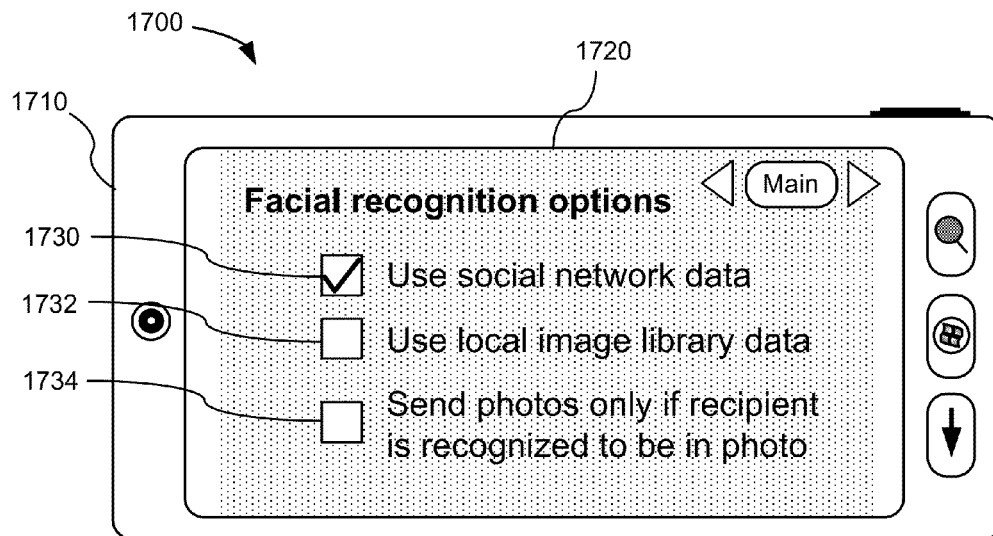 1700
1720
1710
Main
Facial recognition options
1730
Use social network data
1732
Use local image library data
1734
Send photos only if recipient
is recognized to be in photo